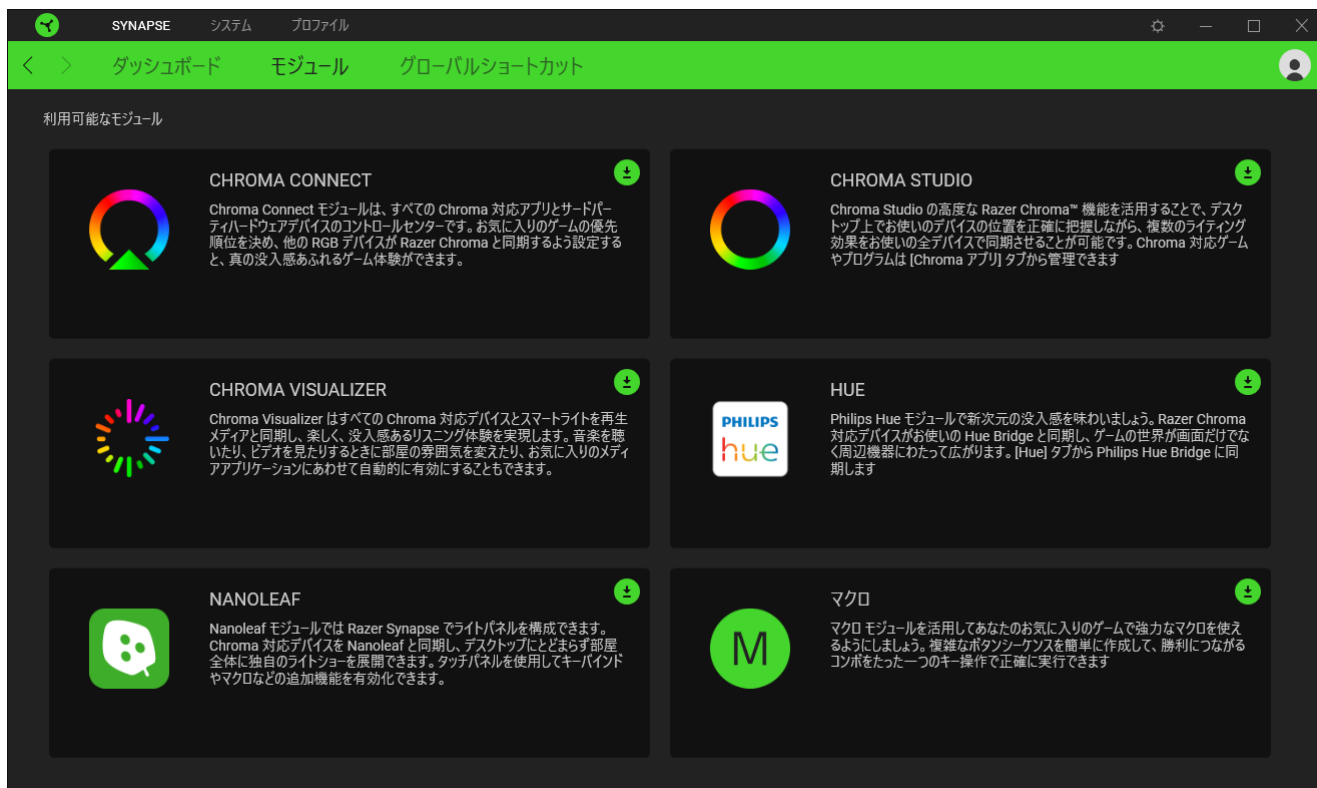 SYNAPSE システム プロファイル
ダッシュボード モジュール グローバルショートカット
利用可能なモジュール
CHROMA CONNECT
Chroma Connect モジュールは、すべての Chroma 対応アプリとサードパー
ティハードウェアデバイスのコントロールセンターです。お気に入りのゲームの優先
順位を決め、他の RGB デバイスが Razer Chroma と同期するよう設定する
と、真の没入感あふれるゲーム体験ができます。
CHROMA STUDIO
Chroma Studio の高度な Razer Chroma™ 機能を活用することで、デスク
トップ上でお使いのデバイスの位置を正確に把握しながら、複数のライティング
効果をお使いの全デバイスで同期させることが可能です。Chroma 対応ゲーム
やプログラムは [Chroma アプリ] タブから管理できます
CHROMA VISUALIZER
Chroma Visualizer はすべての Chroma 対応デバイスとスマートライトを再生
メディアと同期し、楽しく、没入感あるリスニング体験を実現します。音楽を聴
いたり、ビデオを見たりするときに部屋の雰囲気を変えたり、お気に入りのメディ
アアプリケーションにあわせて自動的に有効にすることもできます。
PHILIPS
hue
HUE
Philips Hue モジュールで新次元の没入感を味わいましょう。Razer Chroma
対応デバイスがお使いの Hue Bridge と同期し、ゲームの世界が画面だけでな
く周辺機器にわたって広がります。[Hue] タブから Philips Hue Bridge に同
期します
NANOLEAF
Nanoleaf モジュールでは Razer Synapse でライトパネルを構成できます。
Chroma 対応デバイスを Nanoleaf と同期し、デスクトップにとどまらず部屋
全体に独自のライトショーを展開できます。タッチパネルを使用してキーバインド
やマクロなどの追加機能を有効化できます。
M
マクロ
マクロ モジュールを活用してあなたのお気に入りのゲームで強力なマクロを使え
るようにしましょう。複雑なボタンシーケンスを簡単に作成して、勝利につながる
コンボをたった一つのキー操作で正確に実行できます